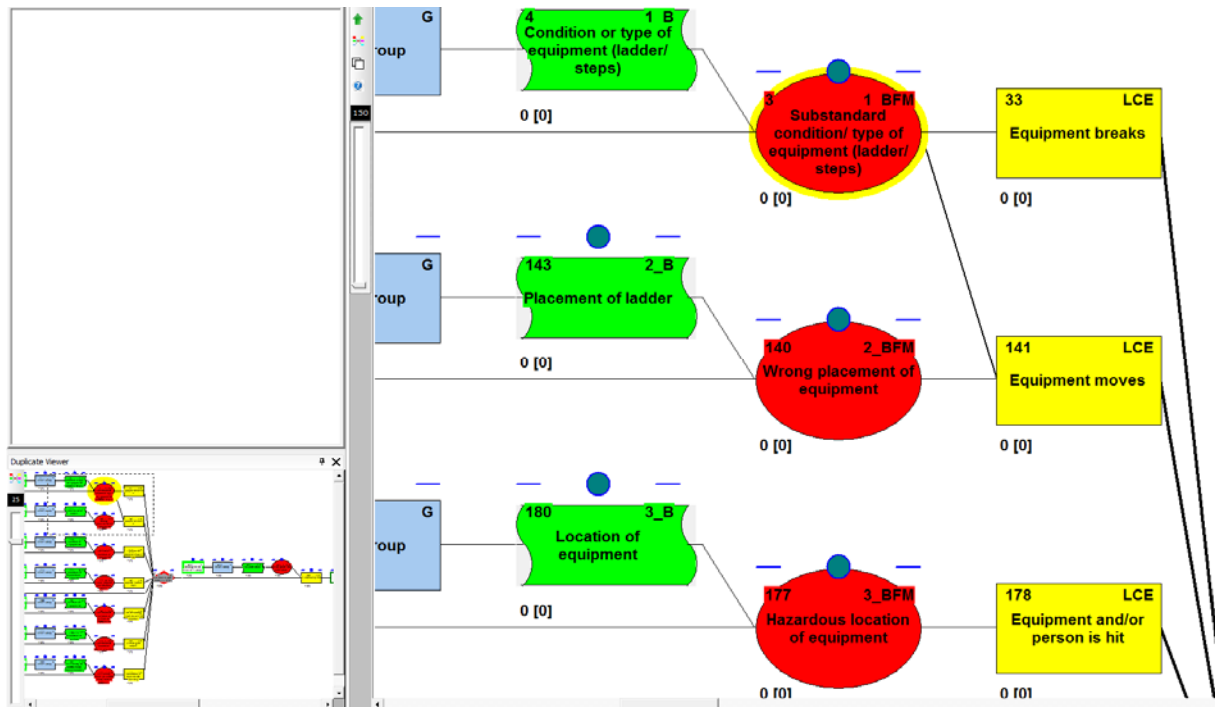 G
roup
4 1_B
Condition or type of
equipment (ladder/
steps)
0 [0]
3 1_BFM
Substandard
condition/ type of
equipment (ladder/
steps)
0 [0]
33 LCE
Equipment breaks
150
G
roup
143 2_B
Placement of ladder
0 [0]
140 2_BFM
Wrong placement of
equipment
0 [0]
141 LCE
Equipment moves
G
roup
180 3_B
Location of
equipment
0 [0]
177 3_BFM
Hazardous location
of equipment
0 [0]
178 LCE
Equipment and/or
person is hit
0 [0]
Duplicate Viewer
25